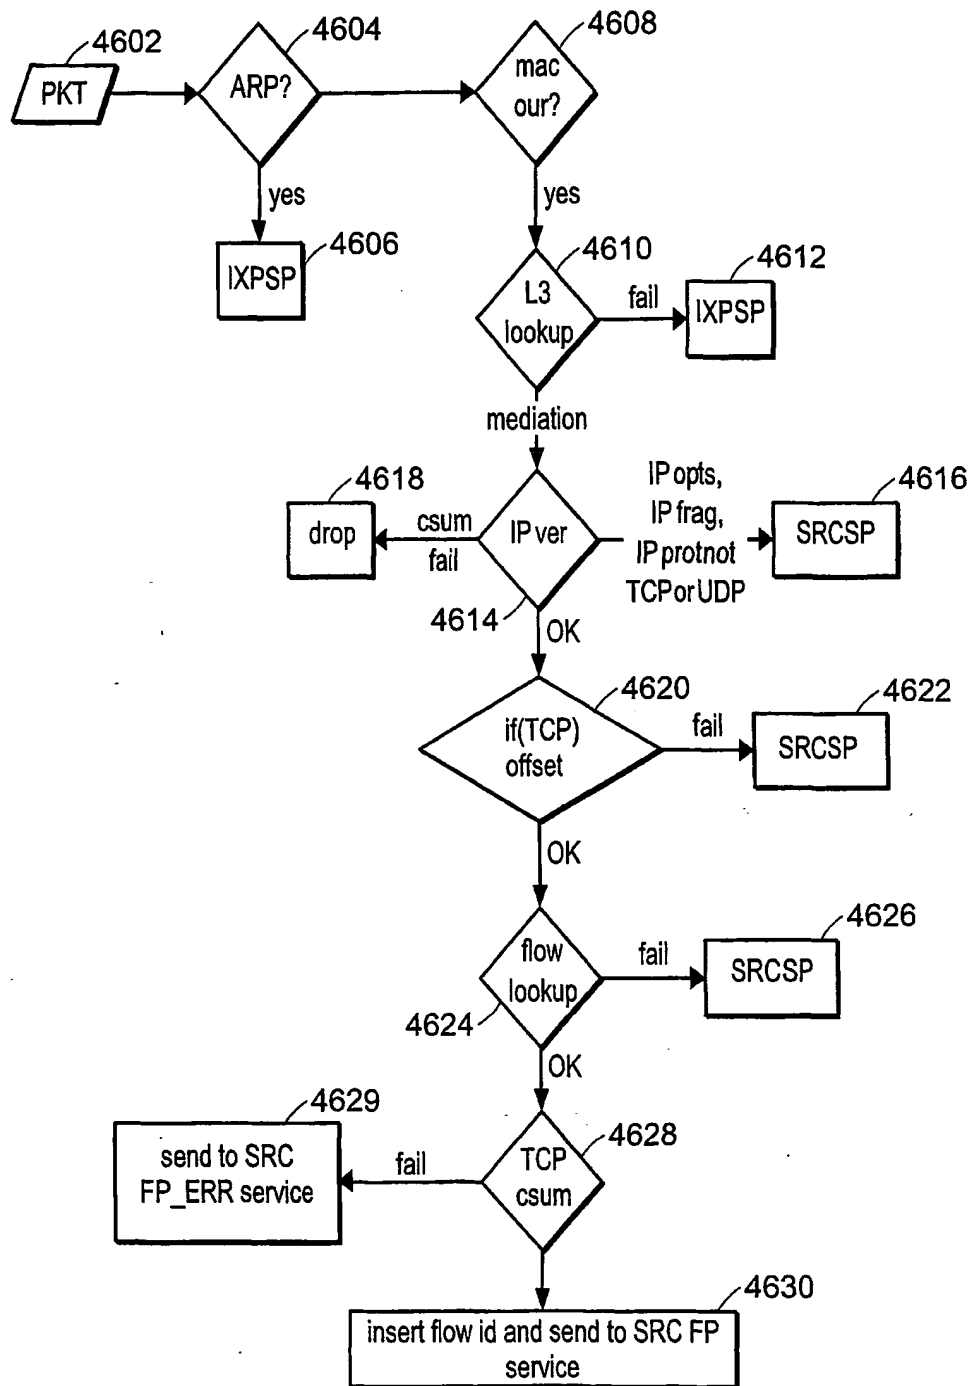 4602
4604
4608
PKT
ARP?
mac
our?
yes
yes
4606
IXPSP
4610
4612
L3
lookup
fail
IXPSP
mediation
4618
drop
csum
fail
IP ver
4614
IP opts,
IP frag,
IP prot not
TCP or UDP
4616
SRCSP
OK
4620
if(TCP)
offset
fail
4622
SRCSP
OK
flow
lookup
4624
fail
4626
SRCSP
OK
4629
send to SRC
FP_ERR service
fail
4628
TCP
csum
4630
insert flow id and send to SRC FP
service